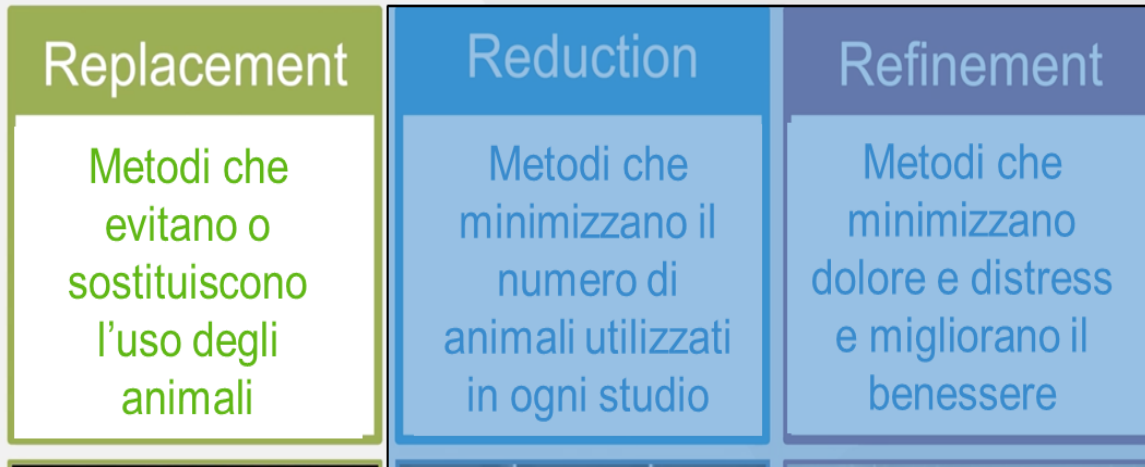 Replacement
Metodi che
evitano o
sostituiscono
l’uso degli
animali
Reduction
Metodi che
minimizzano il
numero di
animali utilizzati
in ogni studio
Refinement
Metodi che
minimizzano
dolore e distress
e migliorano il
benessere